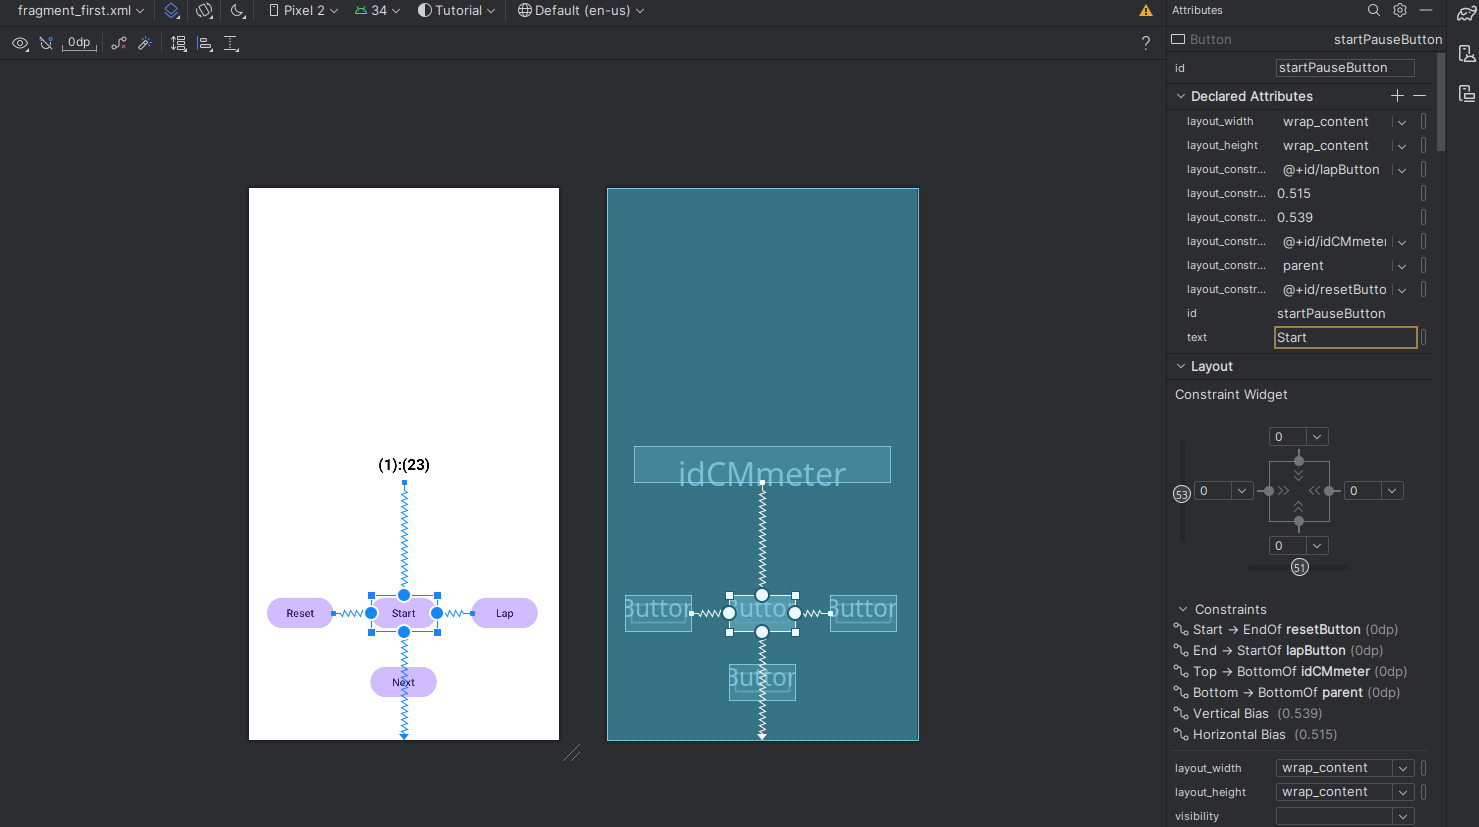 fragment_first.xml Pixel 2 34 Tutorial Default (en-us)
0dp ?
(1):(23)
Reset Start Lap
Next
idCMmeter
Button Button Button
Button
Attributes
Button startPauseButton
id startPauseButton
Declared Attributes
layout_width wrap_content
layout_height wrap_content
layout_constr... @+id/lapButton
layout_constr... 0.515
layout_constr... 0.539
layout_constr... @+id/idCMmeter
layout_constr... parent
layout_constr... @+id/resetButto
id startPauseButton
text Start
Layout
Constraint Widget
0
53 0 0
0
51
Constraints
Start → EndOf resetButton (0dp)
End → StartOf lapButton (0dp)
Top → BottomOf idCMmeter (0dp)
Bottom → BottomOf parent (0dp)
Vertical Bias (0.539)
Horizontal Bias (0.515)
layout_width wrap_content
layout_height wrap_content
visibility